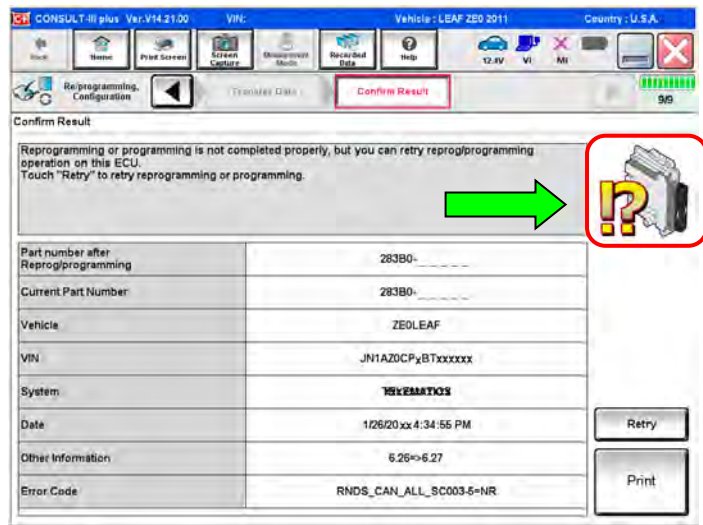 CONSULT-III plus Ver.V14.21.00 VIN: Vehicle : LEAF ZE0 2011 Country : U.S.A.
Back Home Print Screen Screen Capture Measurement Mode Recorded Data Help 12.4V VI MI
Re/programming, Configuration Transfer Data Confirm Result 9/9
Confirm Result
Reprogramming or programming is not completed properly, but you can retry reprog/programming
operation on this ECU.
Touch "Retry" to retry reprogramming or programming.
!?
Part number after
Reprog/programming
283B0-_ _ _ _ _
Current Part Number
283B0-_ _ _ _ _
Vehicle
ZE0LEAF
VIN
JN1AZ0CPxBTxxxxxx
System
Date
1/26/20xx 4:34:55 PM
Other Information
6.26=>6.27
Error Code
RNDS_CAN_ALL_SC003-5=NR
Retry
Print